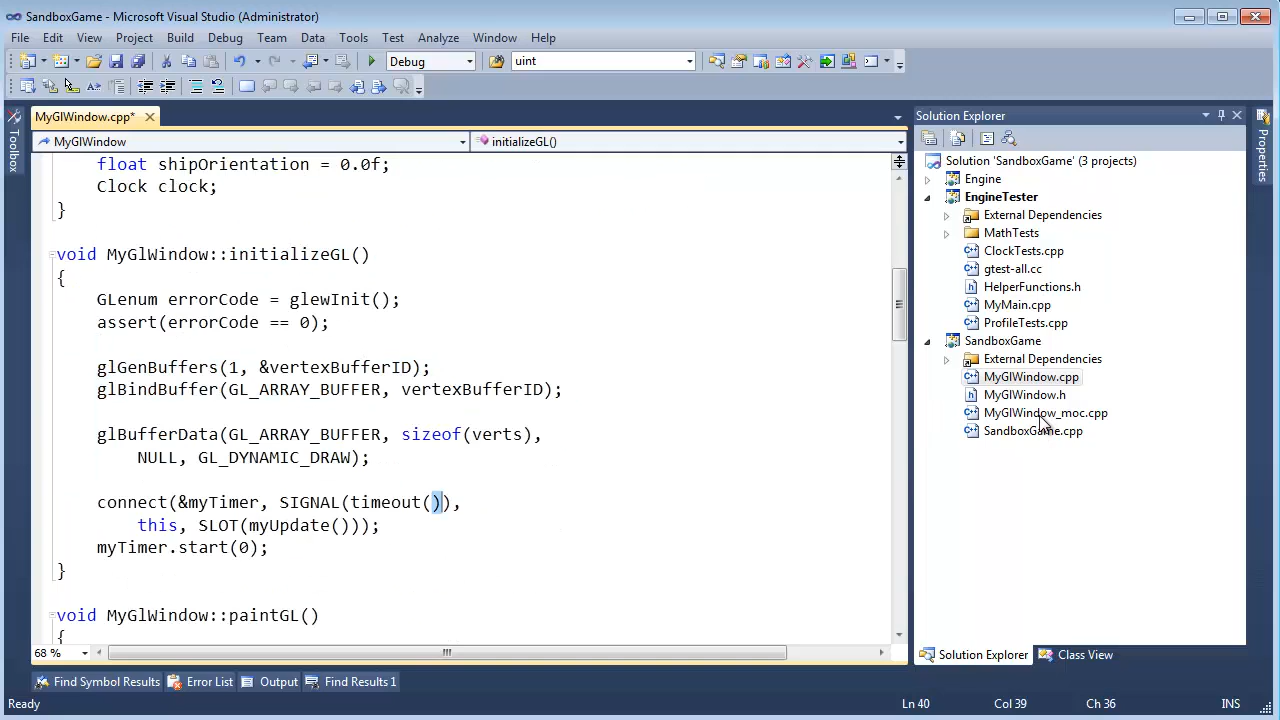 SandboxGame - Microsoft Visual Studio (Administrator)
File Edit View Project Build Debug Team Data Tools Test Analyze Window Help
Debug uint
MyGlWindow.cpp*
MyGlWindow initializeGL()
Toolbox
float shipOrientation = 0.0f;
Clock clock;
}
void MyGlWindow::initializeGL()
{
GLenum errorCode = glewInit();
assert(errorCode == 0);
glGenBuffers(1, &vertexBufferID);
glBindBuffer(GL_ARRAY_BUFFER, vertexBufferID);
glBufferData(GL_ARRAY_BUFFER, sizeof(verts),
NULL, GL_DYNAMIC_DRAW);
connect(&myTimer, SIGNAL(timeout()),
this, SLOT(myUpdate()));
myTimer.start(0);
}
void MyGlWindow::paintGL()
{
68 %
Solution Explorer
Solution 'SandboxGame' (3 projects)
Engine
EngineTester
External Dependencies
MathTests
ClockTests.cpp
gtest-all.cc
HelperFunctions.h
MyMain.cpp
ProfileTests.cpp
SandboxGame
External Dependencies
MyGlWindow.cpp
MyGlWindow.h
MyGlWindow_moc.cpp
SandboxGame.cpp
Solution Explorer Class View
Properties
Find Symbol Results Error List Output Find Results 1
Ready Ln 40 Col 39 Ch 36 INS